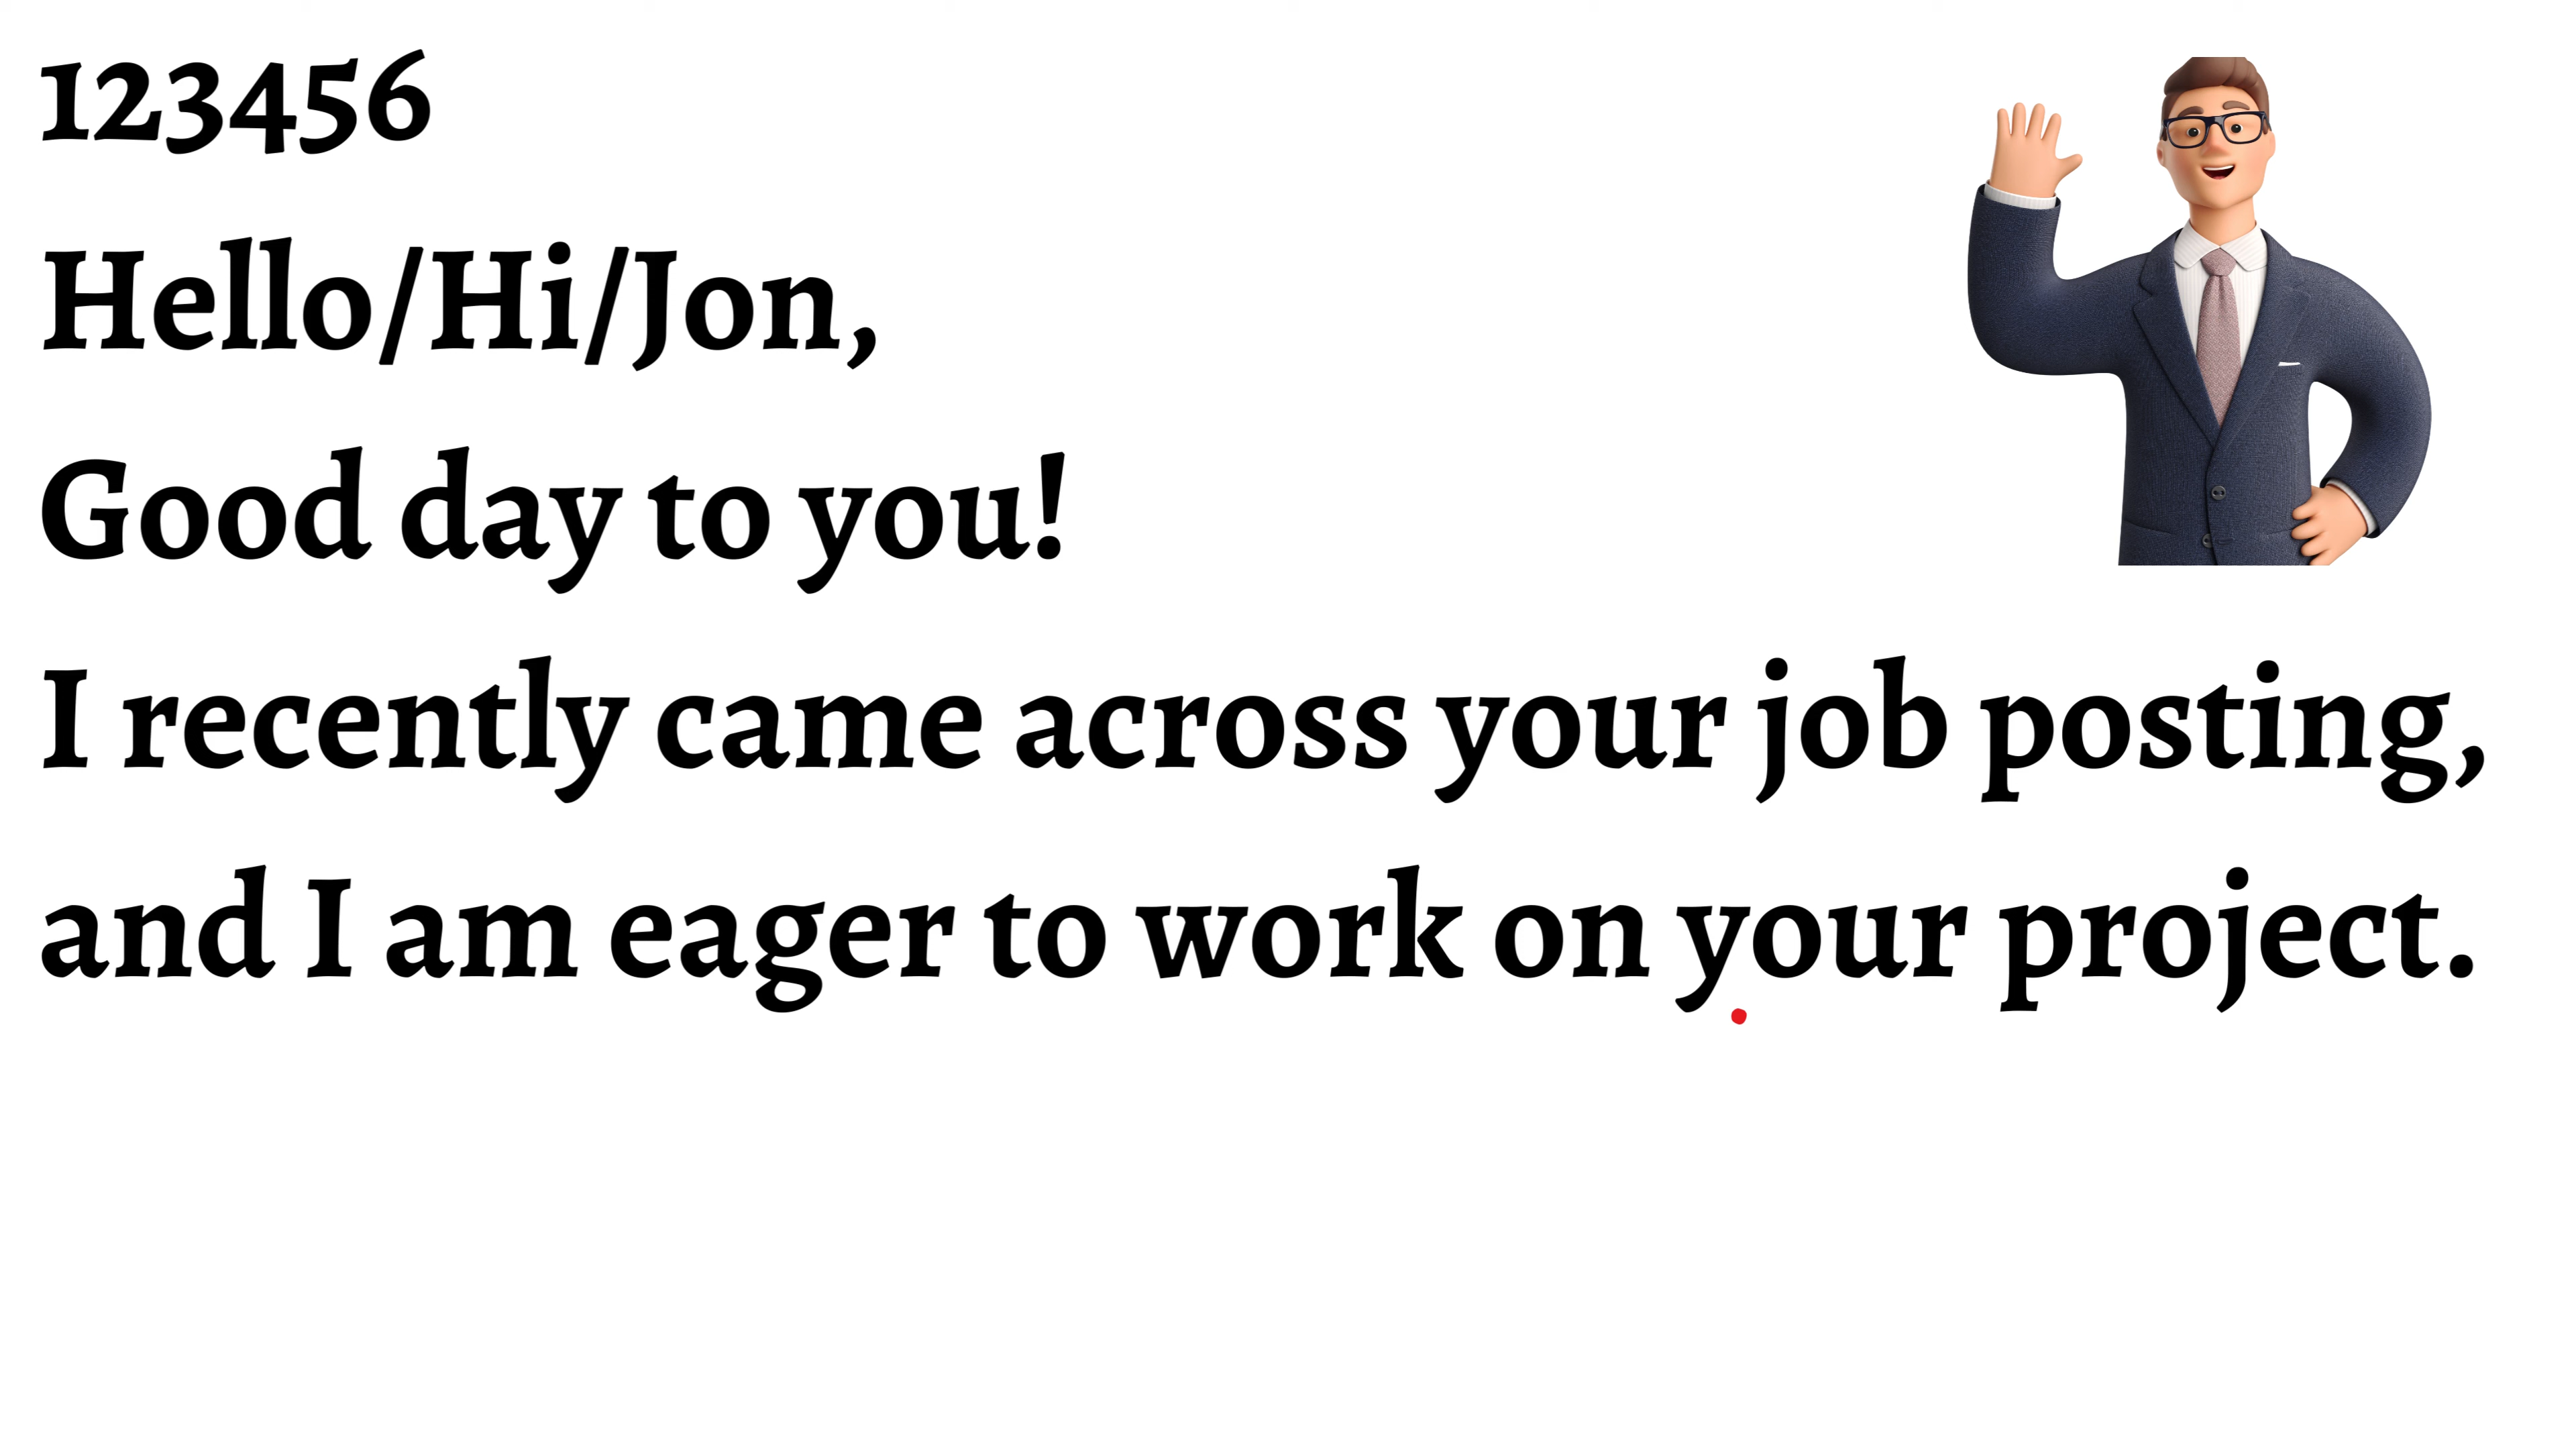 123456
Hello/Hi/Jon,
Good day to you!
I recently came across your job posting,
and I am eager to work on your project.